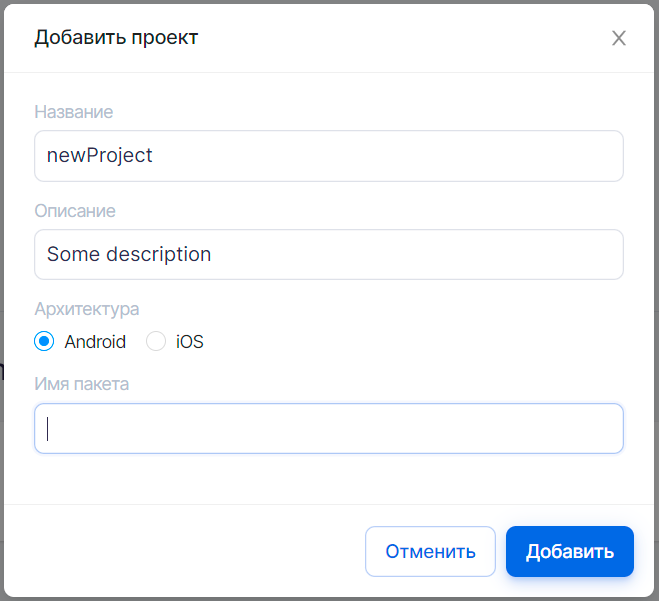 Добавить проект
Название
newProject
Описание
Some description
Архитектура
Android iOS
Имя пакета
Отменить Добавить